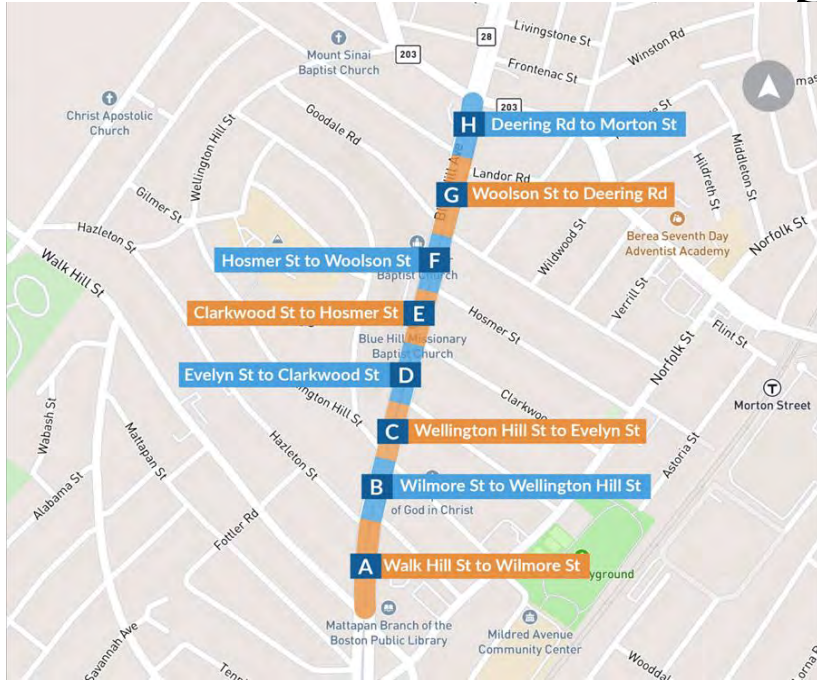 Livingstone St
28
Winston Rd
Mount Sinai
Baptist Church
203
Frontenac St
Christ Apostolic
Church
Goodale Rd
203
H Deering Rd to Morton St
Wellington Hill St
Middleton St
Hildreth St
Landor Rd
G Woolson St to Deering Rd
Gilmer St
Hazleton St
Berea Seventh Day
Adventist Academy
Norfolk St
Wildwood St
Walk Hill St
Hosmer St to Woolson St F
Baptist Church
Verrill St
Clarkwood St to Hosmer St E
Hosmer St
Flint St
Blue Hill Missionary
Baptist Church
Norfolk St
Evelyn St to Clarkwood St D
T
Morton Street
Wabash St
Mattapan St
Hazleton St
C Wellington Hill St to Evelyn St
Astoria St
Alabama St
B Wilmore St to Wellington Hill St
of God in Christ
Fottler Rd
A Walk Hill St to Wilmore St
Mattapan Branch of the
Boston Public Library
Mildred Avenue
Community Center
Savannah Ave